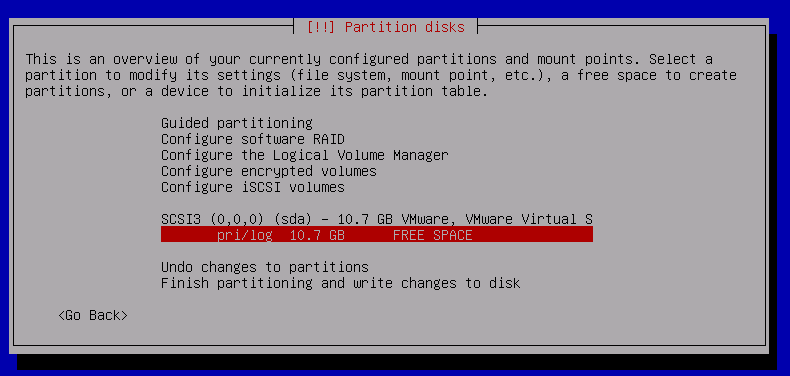 [!!] Partition disks
This is an overview of your currently configured partitions and mount points. Select a
partition to modify its settings (file system, mount point, etc.), a free space to create
partitions, or a device to initialize its partition table.
Guided partitioning
Configure software RAID
Configure the Logical Volume Manager
Configure encrypted volumes
Configure iSCSI volumes
SCSI3 (0,0,0) (sda) - 10.7 GB VMware, VMware Virtual S
pri/log 10.7 GB FREE SPACE
Undo changes to partitions
Finish partitioning and write changes to disk
<Go Back>